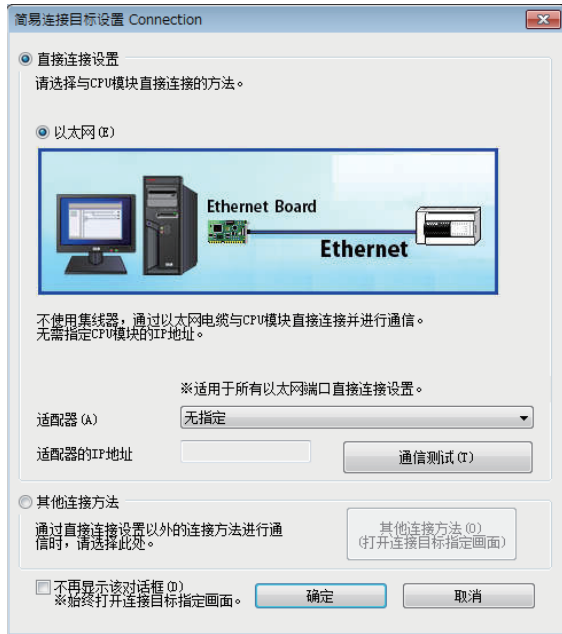 简易连接目标设置 Connection
直接连接设置
请选择与CPU模块直接连接的方法。
以太网(E)
Ethernet Board
Ethernet
不使用集线器，通过以太网电缆与CPU模块直接连接并进行通信。
无需指定CPU模块的IP地址。
※适用于所有以太网端口直接连接设置。
适配器(A)
无指定
适配器的IP地址
通信测试(T)
其他连接方法
通过直接连接设置以外的连接方法进行通
信时，请选择此处。
其他连接方法(O)
(打开连接目标指定画面)
不再显示该对话框(D)
※始终打开连接目标指定画面。
确定
取消